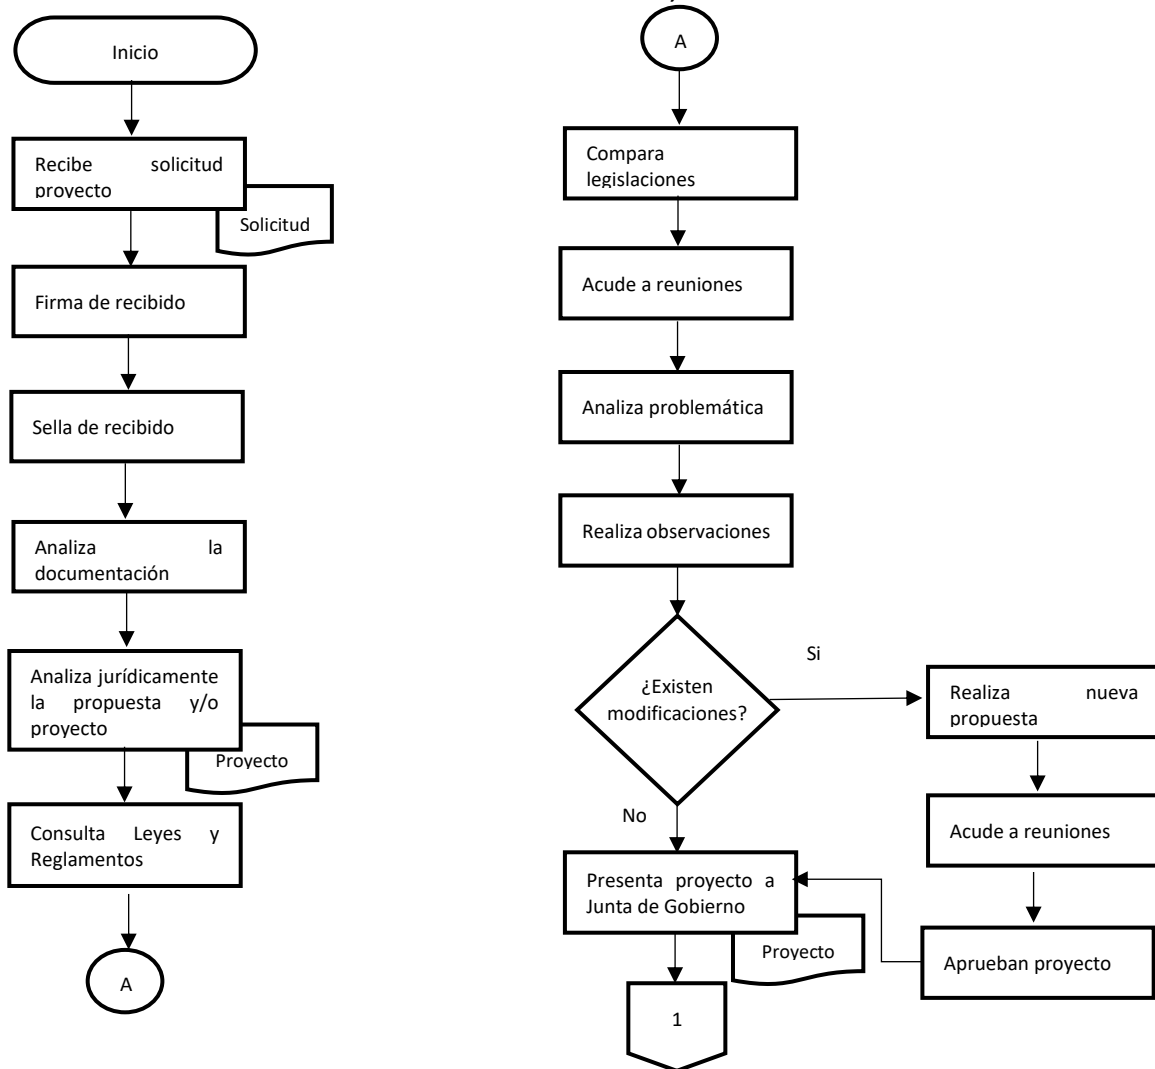 Inicio
Recibe solicitud
proyecto
Solicitud
Firma de recibido
Sella de recibido
Analiza la
documentación
Analiza jurídicamente
la propuesta y/o
proyecto
Proyecto
Consulta Leyes y
Reglamentos
A
A
Compara
legislaciones
Acude a reuniones
Analiza problemática
Realiza observaciones
¿Existen
modificaciones?
Si
Realiza nueva
propuesta
Acude a reuniones
Aprueban proyecto
No
Presenta proyecto a
Junta de Gobierno
Proyecto
1